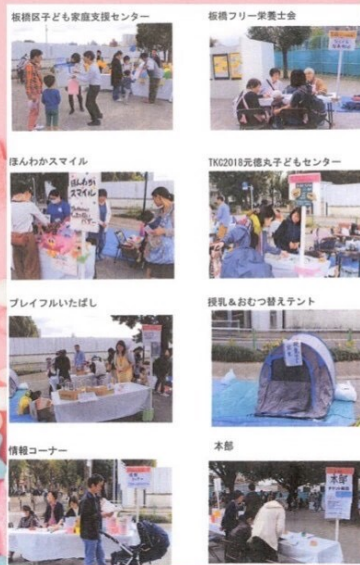 板橋区子ども家庭支援センター
板橋フリー栄養士会
ほんわかスマイル
ほんわか
スマイル
TKC2018元徳丸子どもセンター
元
プレイフルいたばし
授乳&おむつ替えテント
情報コーナー
本部
本部